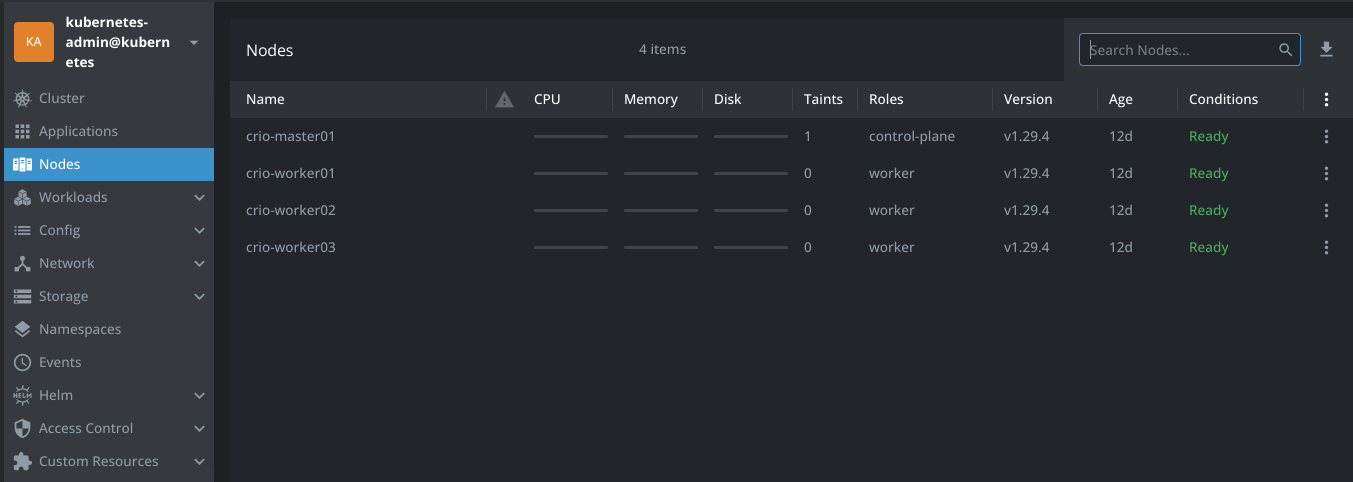 KA
kubernetes-
admin@kubern
etes
Cluster
Applications
Nodes
Workloads
Config
Network
Storage
Namespaces
Events
HELM Helm
Access Control
Custom Resources
Nodes 4 items Search Nodes...
Name CPU Memory Disk Taints Roles Version Age Conditions
crio-master01 1 control-plane v1.29.4 12d Ready
crio-worker01 0 worker v1.29.4 12d Ready
crio-worker02 0 worker v1.29.4 12d Ready
crio-worker03 0 worker v1.29.4 12d Ready